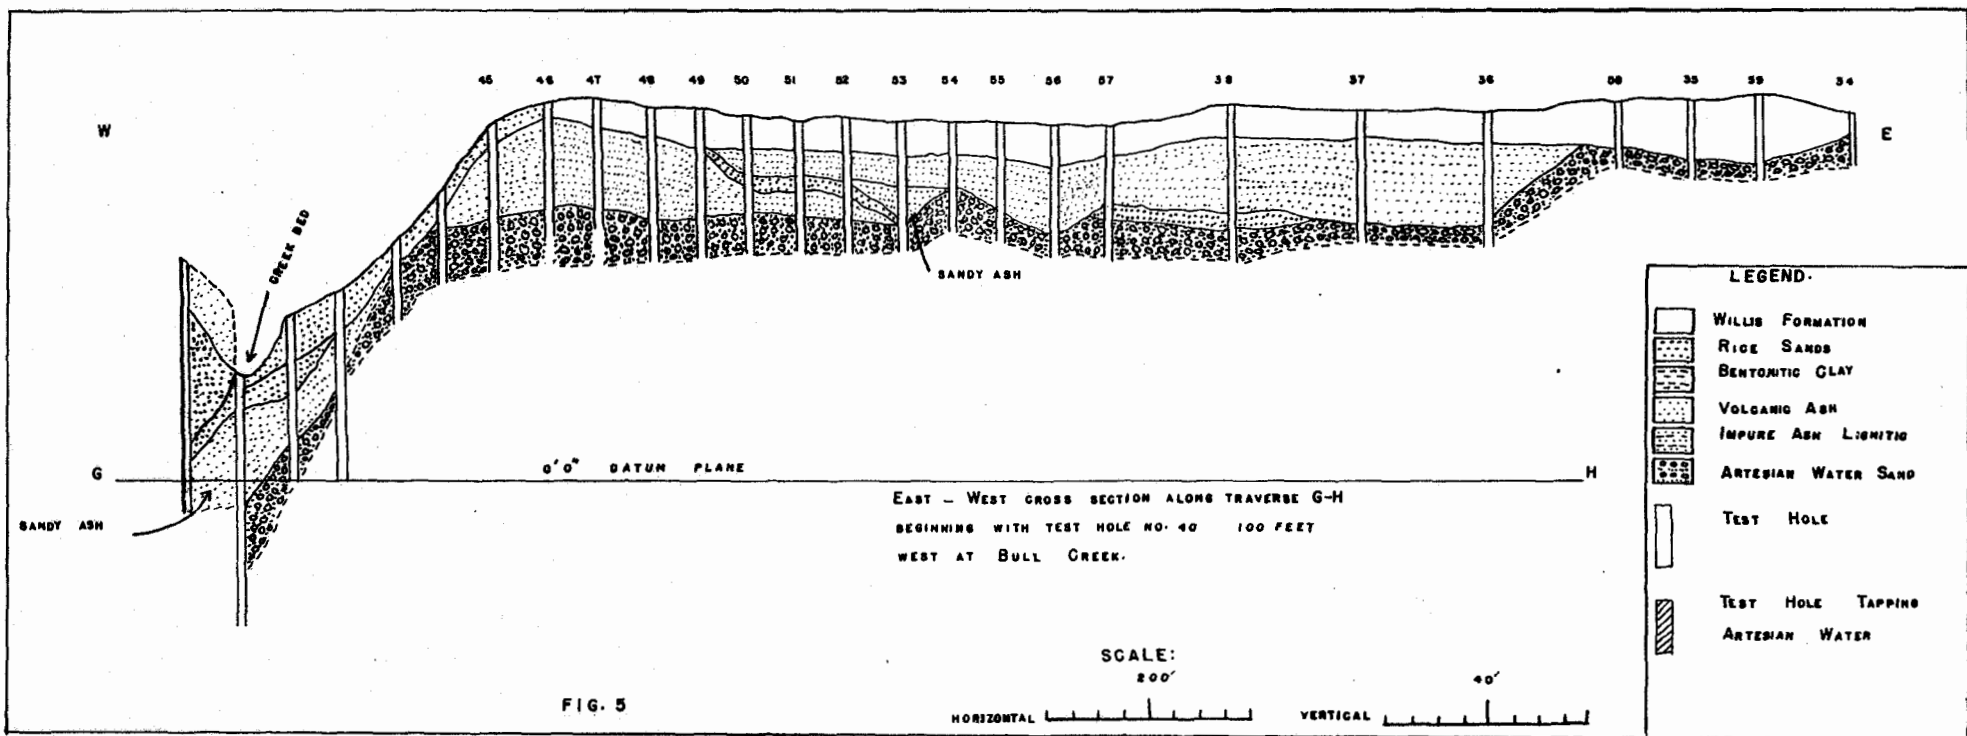 45 46 47 48 49 50 51 52 53 54 55 56 57 38 37 36 58 35 59 34
W
E
CREEK BED
SANDY ASH
LEGEND.
WILLIS FORMATION
RICE SANDS
BENTONITIC CLAY
VOLCANIC ASH
IMPURE ASH LIGNITIC
ARTESIAN WATER SAND
TEST HOLE
TEST HOLE TAPPING
ARTESIAN WATER
G
0'0" DATUM PLANE
H
SANDY ASH
EAST - WEST CROSS SECTION ALONG TRAVERSE G-H
BEGINNING WITH TEST HOLE NO. 40 100 FEET
WEST AT BULL CREEK.
SCALE:
200'
40'
HORIZONTAL
VERTICAL
FIG. 5